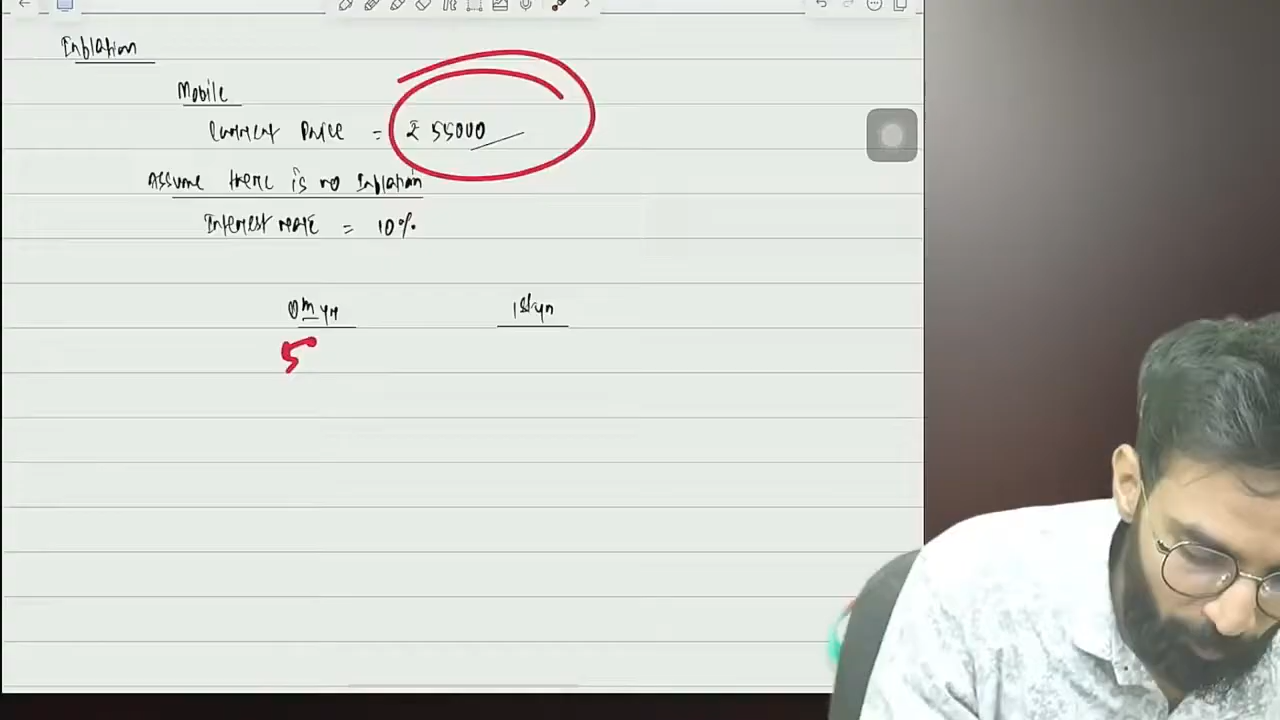 Inflation
Mobile
Current Price = ₹ 55000
Assume there is no Inflation
Interest rate = 10%
0th yr 1st yr
5